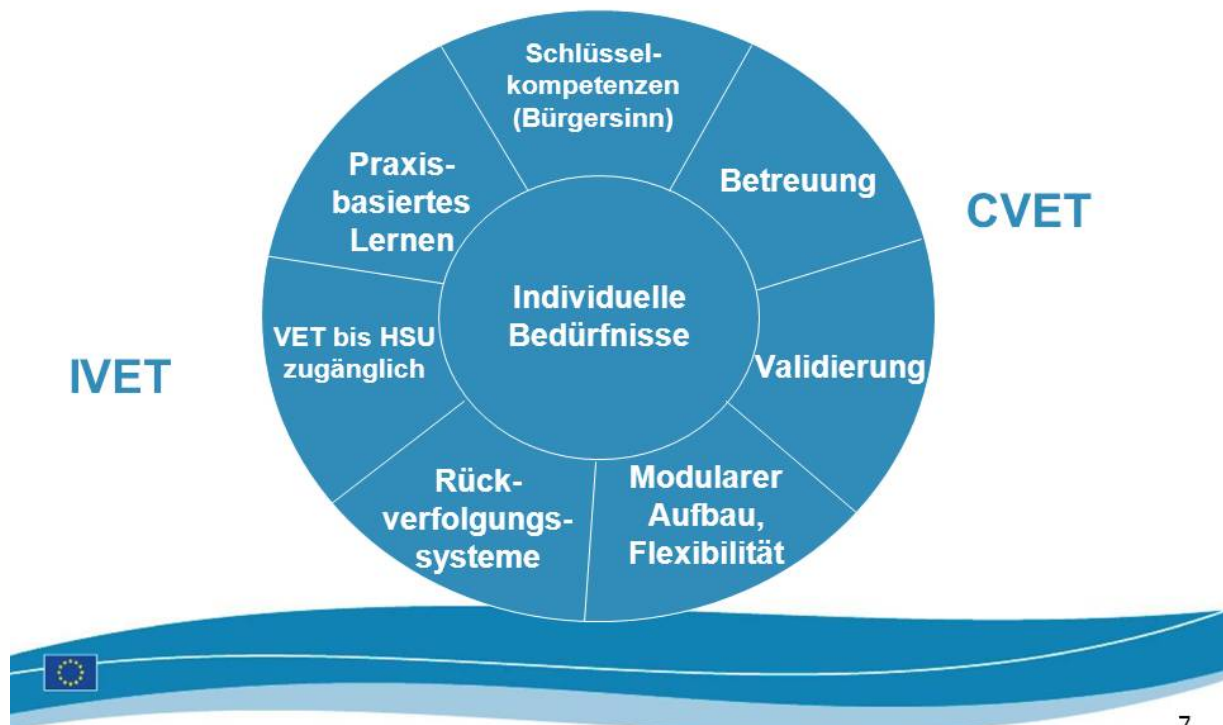 Schlüssel-
kompetenzen
(Bürgersinn)
Praxis-
basiertes
Lernen
Betreuung
CVET
Individuelle
Bedürfnisse
IVET
VET bis HSU
zugänglich
Validierung
Rück-
verfolgungs-
systeme
Modularer
Aufbau,
Flexibilität
7